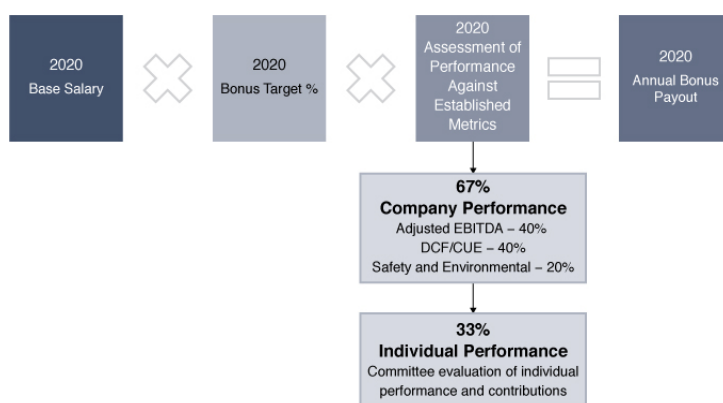 2020
Base Salary
2020
Bonus Target %
2020
Assessment of
Performance
Against
Established
Metrics
2020
Annual Bonus
Payout
67%
Company Performance
Adjusted EBITDA – 40%
DCF/CUE – 40%
Safety and Environmental – 20%
33%
Individual Performance
Committee evaluation of individual
performance and contributions